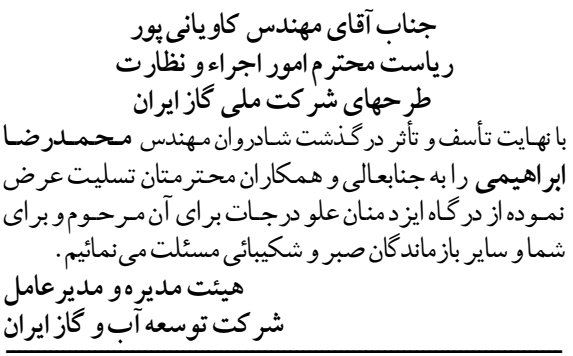 جناب آقای مهندس کاویانی‌پور
ریاست محترم امور اجراء و نظارت
طرحهای شرکت ملی گاز ایران
با نهایت تأسف و تأثر درگذشت شادروان مهندس محمدرضا
ابراهیمی را به جنابعالی و همکاران محترمتان تسلیت عرض
نموده از درگاه ایزد منان علو درجات برای آن مرحوم و برای
شما و سایر بازماندگان صبر و شکیبائی مسئلت می‌نمائیم.
هیئت مدیره و مدیرعامل
شرکت توسعه آب و گاز ایران